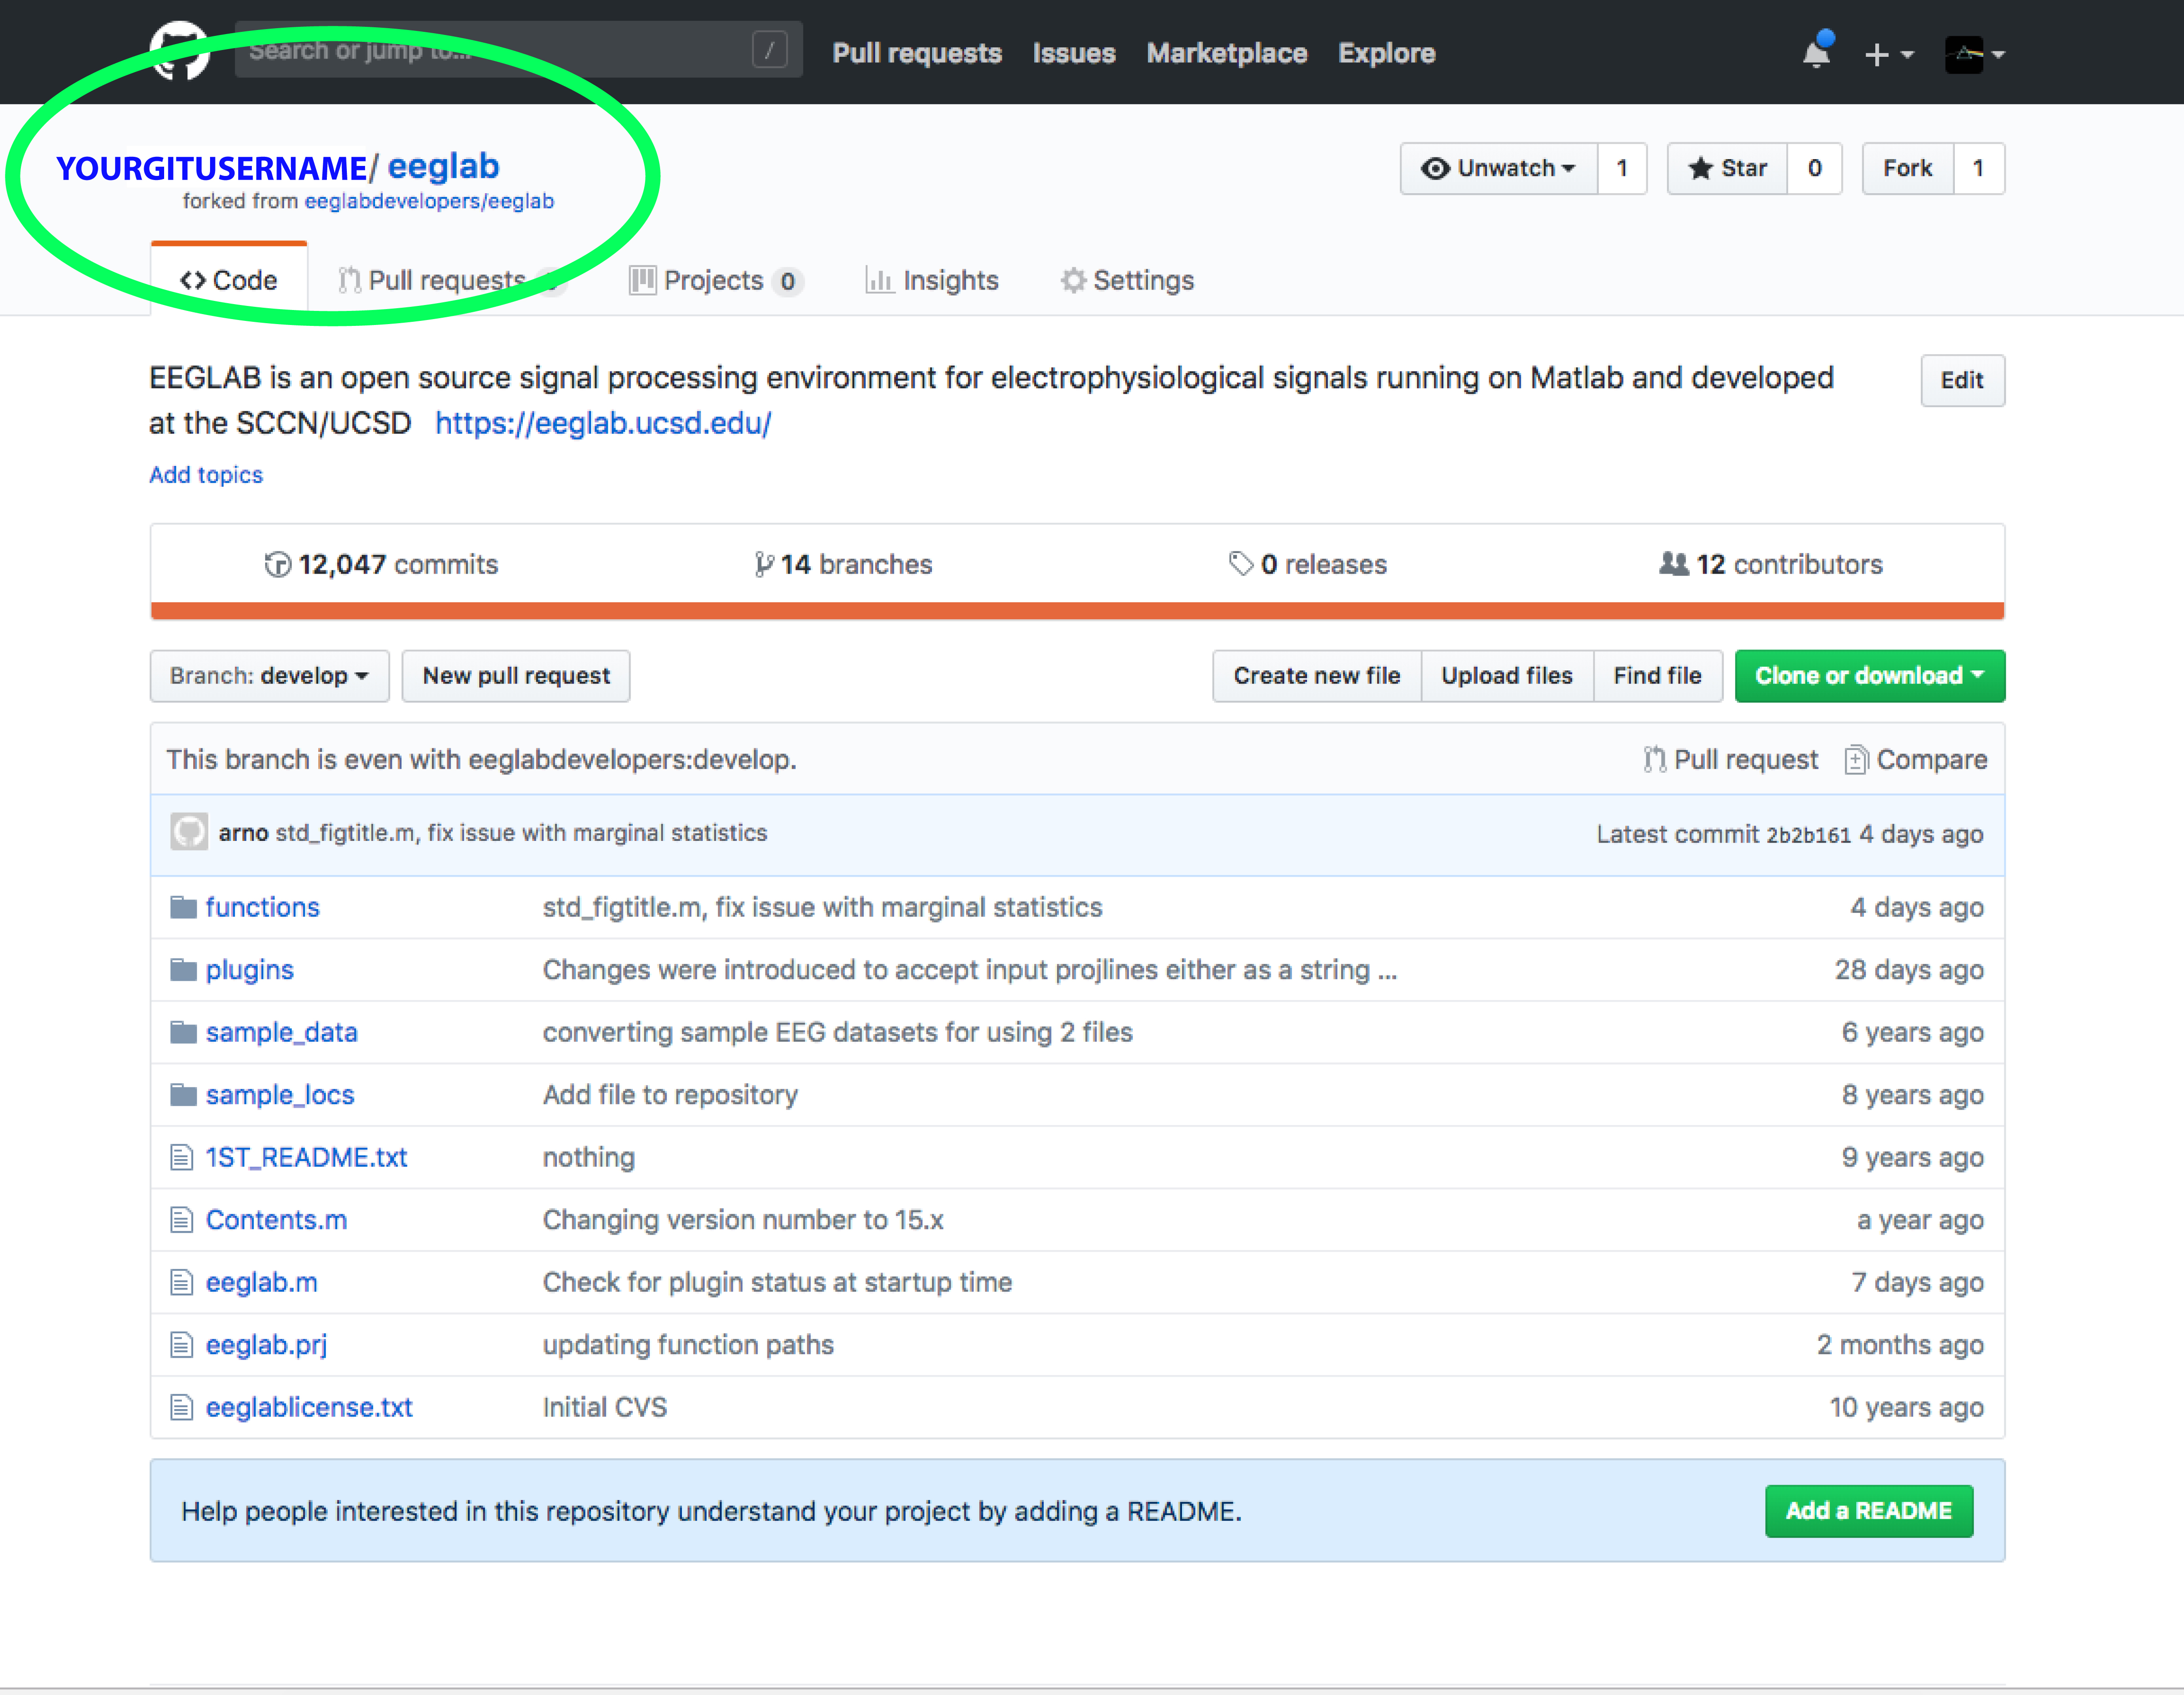 Search or jump to... /
Pull requests Issues Marketplace Explore
YOURGITUSERNAME/ eeglab
forked from eeglabdevelopers/eeglab
Unwatch 1 Star 0 Fork 1
Code Pull requests Projects 0 Insights Settings
EEGLAB is an open source signal processing environment for electrophysiological signals running on Matlab and developed
at the SCCN/UCSD https://eeglab.ucsd.edu/
Edit
Add topics
12,047 commits 14 branches 0 releases 12 contributors
Branch: develop New pull request Create new file Upload files Find file Clone or download
This branch is even with eeglabdevelopers:develop. Pull request Compare
arno std_figtitle.m, fix issue with marginal statistics Latest commit 2b2b161 4 days ago
functions std_figtitle.m, fix issue with marginal statistics 4 days ago
plugins Changes were introduced to accept input projlines either as a string ... 28 days ago
sample_data converting sample EEG datasets for using 2 files 6 years ago
sample_locs Add file to repository 8 years ago
1ST_README.txt nothing 9 years ago
Contents.m Changing version number to 15.x a year ago
eeglab.m Check for plugin status at startup time 7 days ago
eeglab.prj updating function paths 2 months ago
eeglablicense.txt Initial CVS 10 years ago
Help people interested in this repository understand your project by adding a README. Add a README